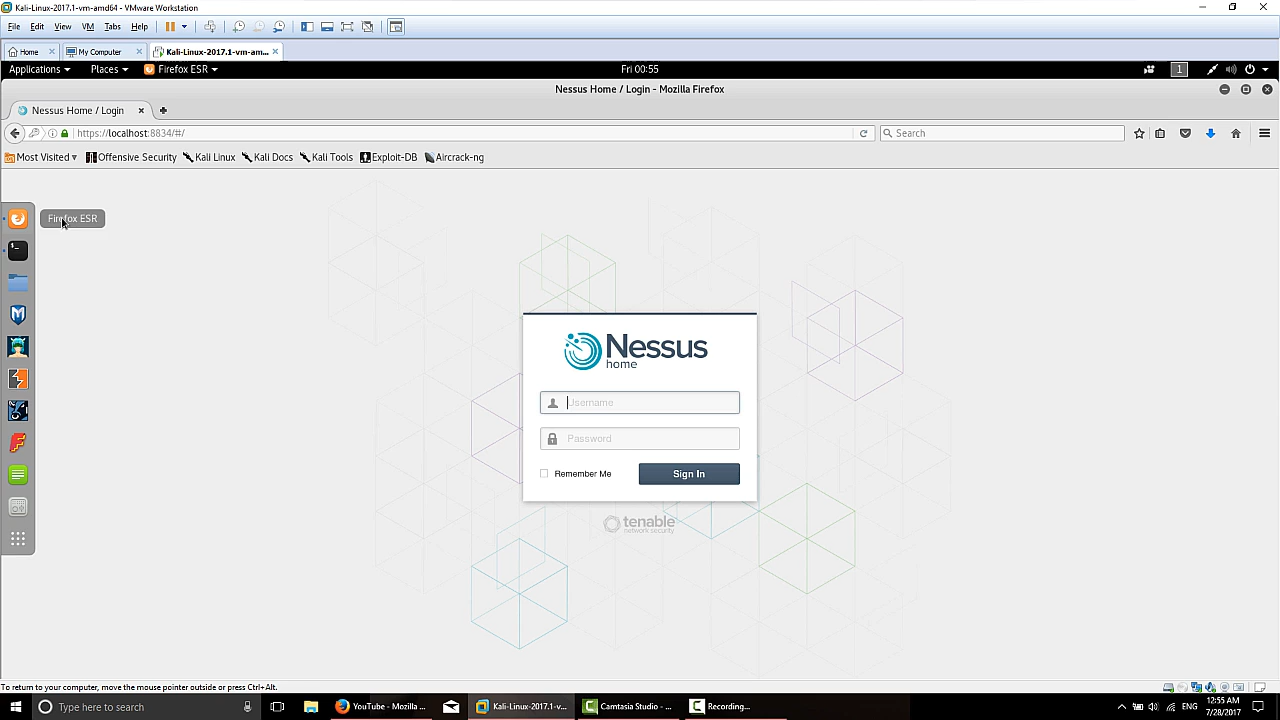 Kali-Linux-2017.1-vm-amd64 - VMware Workstation
File Edit View VM Tabs Help
Home My Computer Kali-Linux-2017.1-vm-am...
Applications Places Firefox ESR Fri 00:55 1
Nessus Home / Login - Mozilla Firefox
Nessus Home / Login
https://localhost:8834/#/ Search
Most Visited Offensive Security Kali Linux Kali Docs Kali Tools Exploit-DB Aircrack-ng
Firefox ESR
Nessus
home
Username
Password
Remember Me Sign In
tenable
network security
To return to your computer, move the mouse pointer outside or press Ctrl+Alt.
Type here to search YouTube - Mozilla ... Kali-Linux-2017.1-v... Camtasia Studio - ... Recording... ENG 12:55 AM
7/28/2017